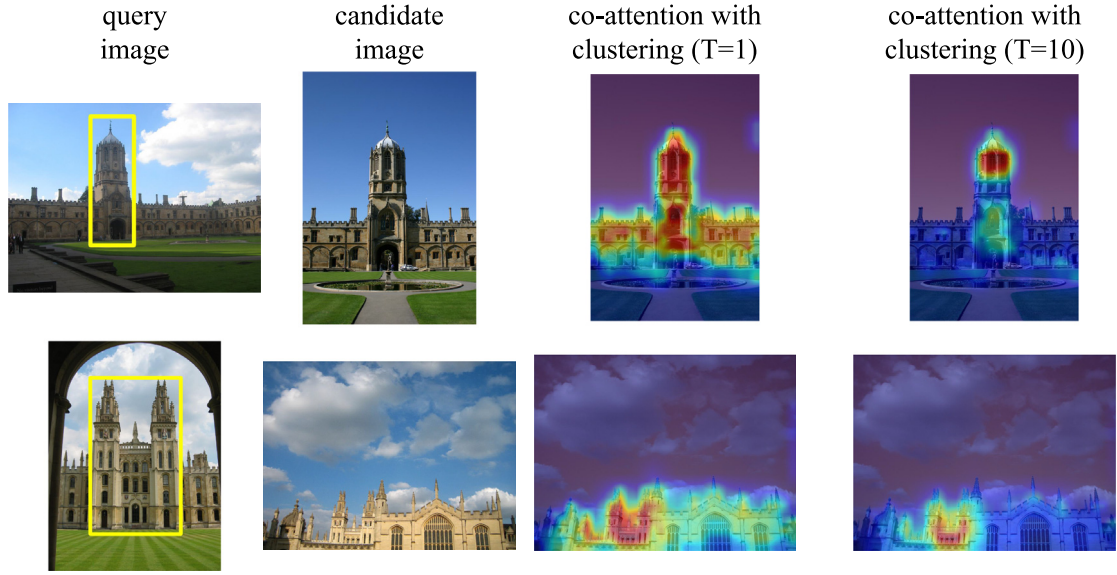 query
image
candidate
image
co-attention with
clustering (T=1)
co-attention with
clustering (T=10)